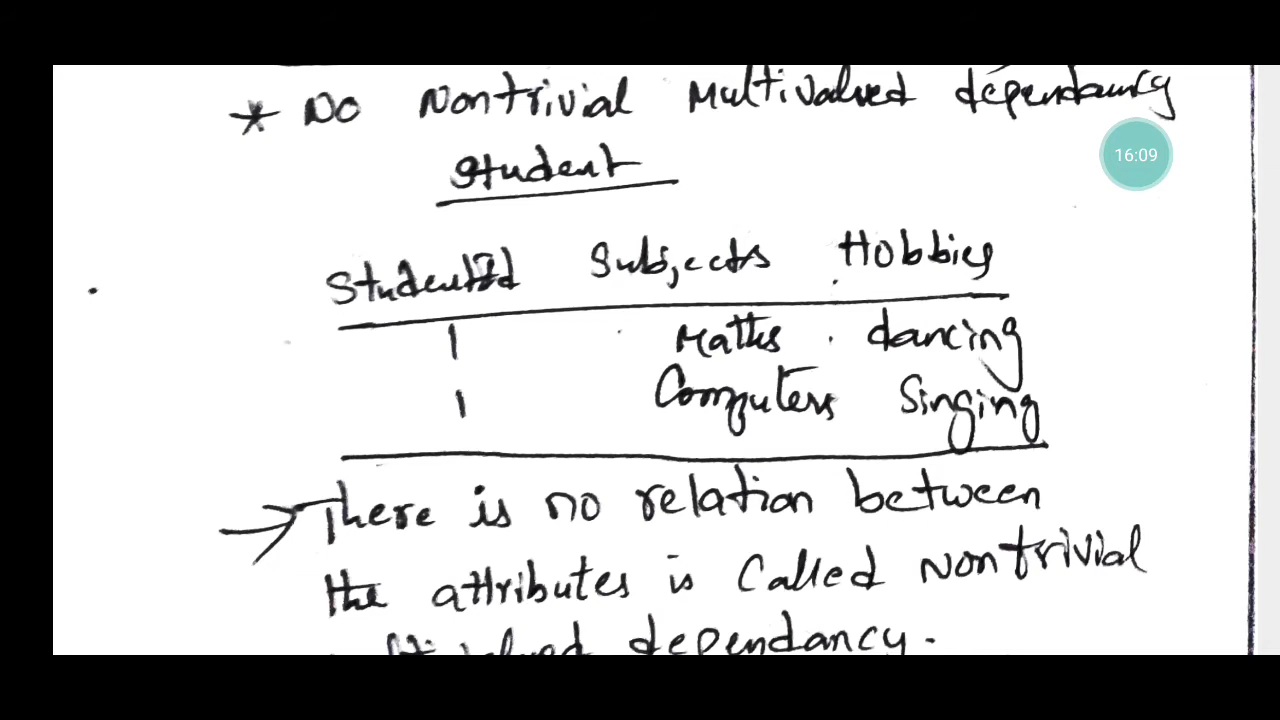 * No Nontrivial Multivalved dependancy
16:09
Student
StudentId Subjects Hobbies
1 Maths dancing
1 Computers Singing
→ There is no relation between
the attributes is Called Nontrivial
dependancy.